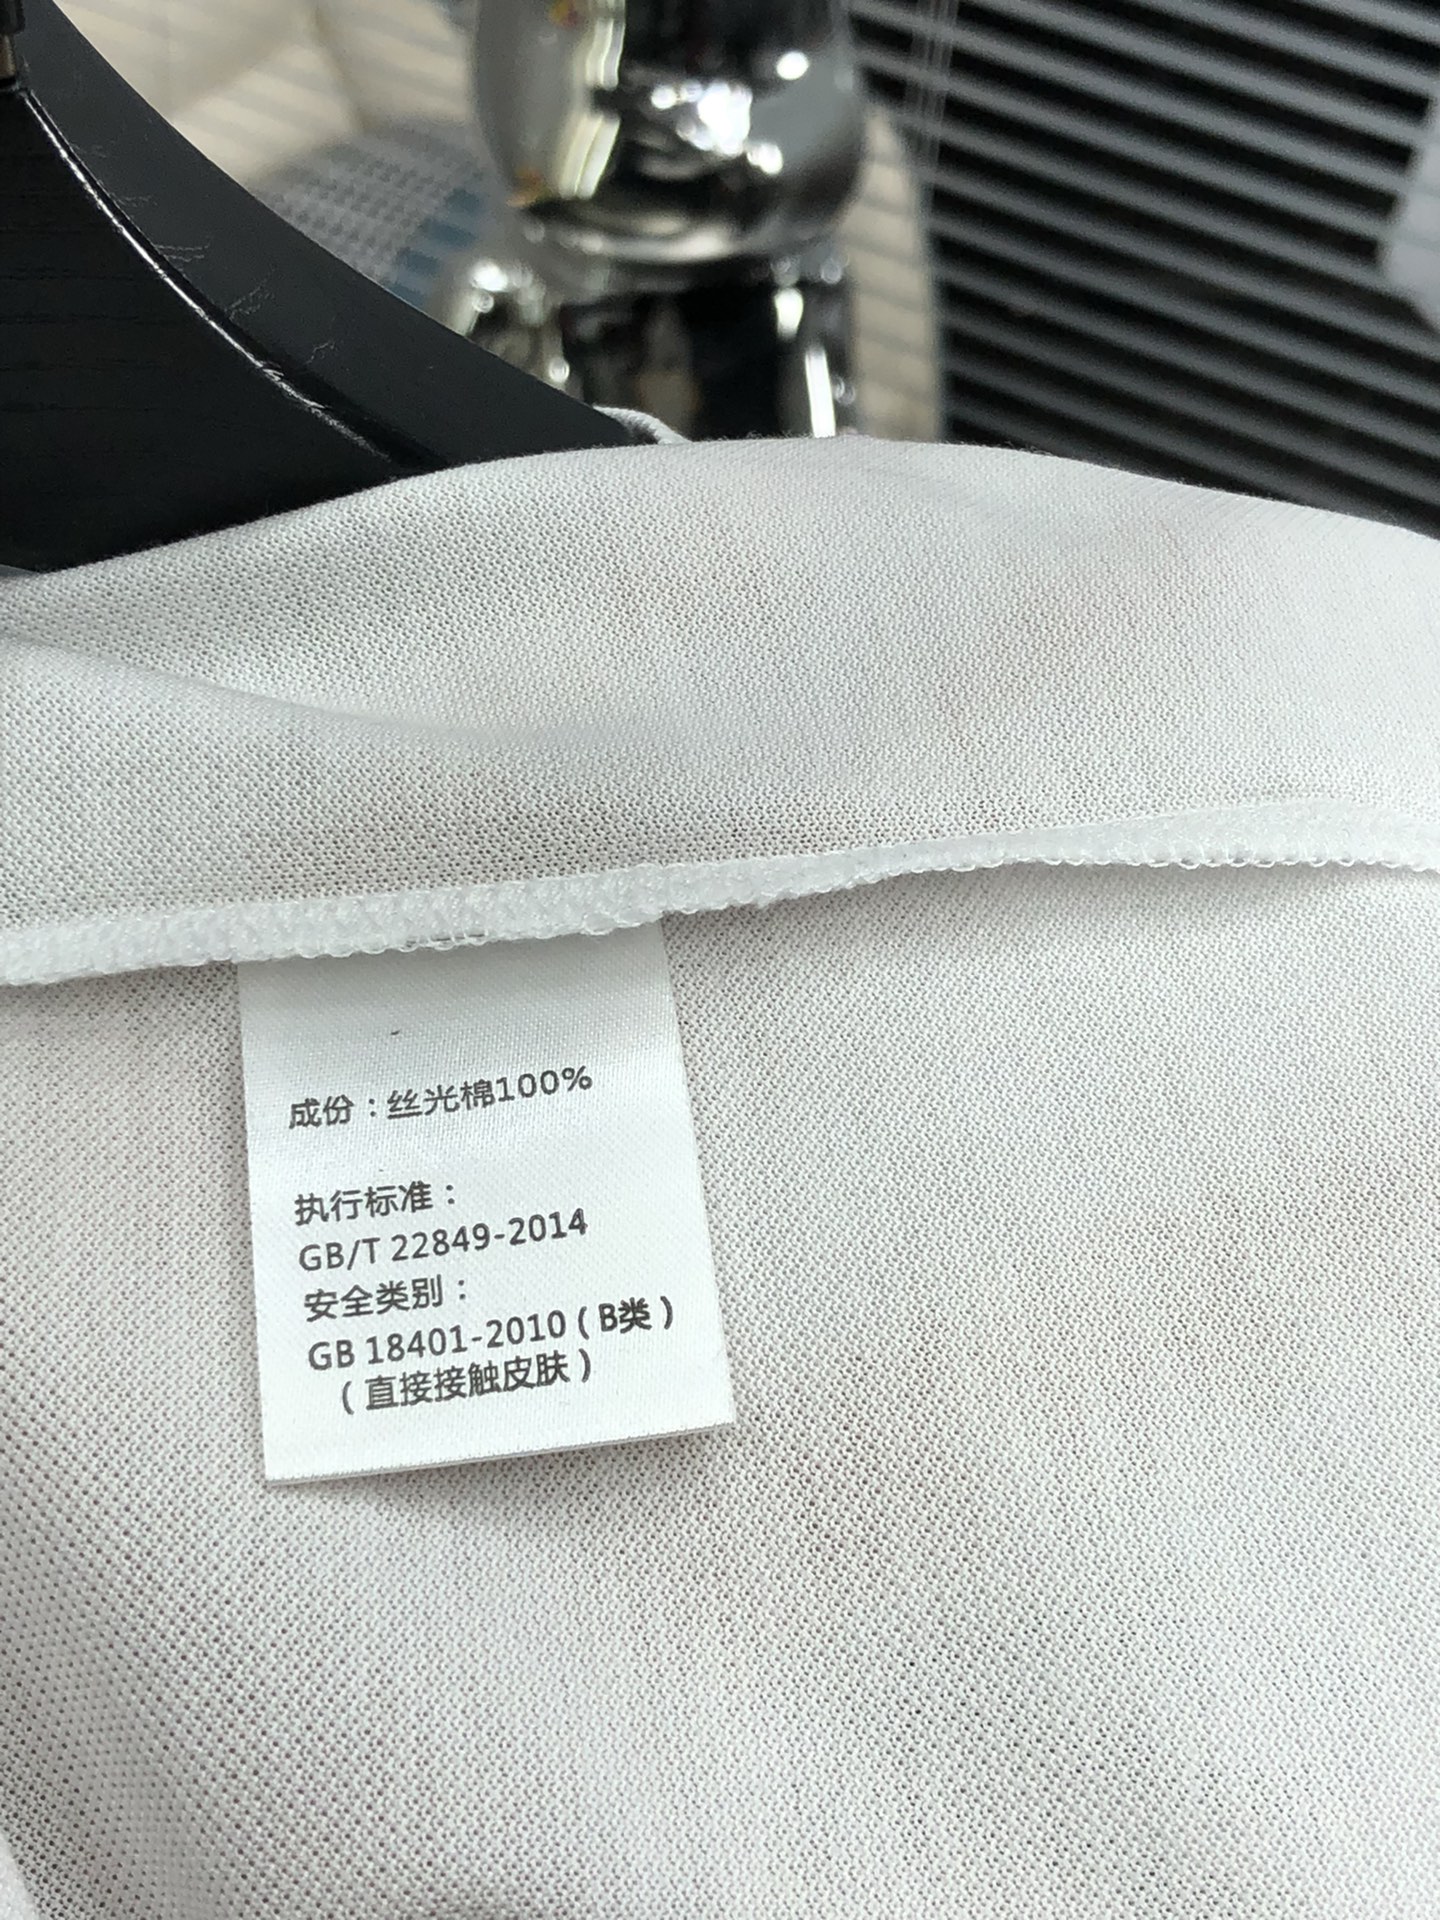 成份：丝光棉100%
执行标准：
GB/T 22849-2014
安全类别：
GB 18401-2010（B类）
（直接接触皮肤）